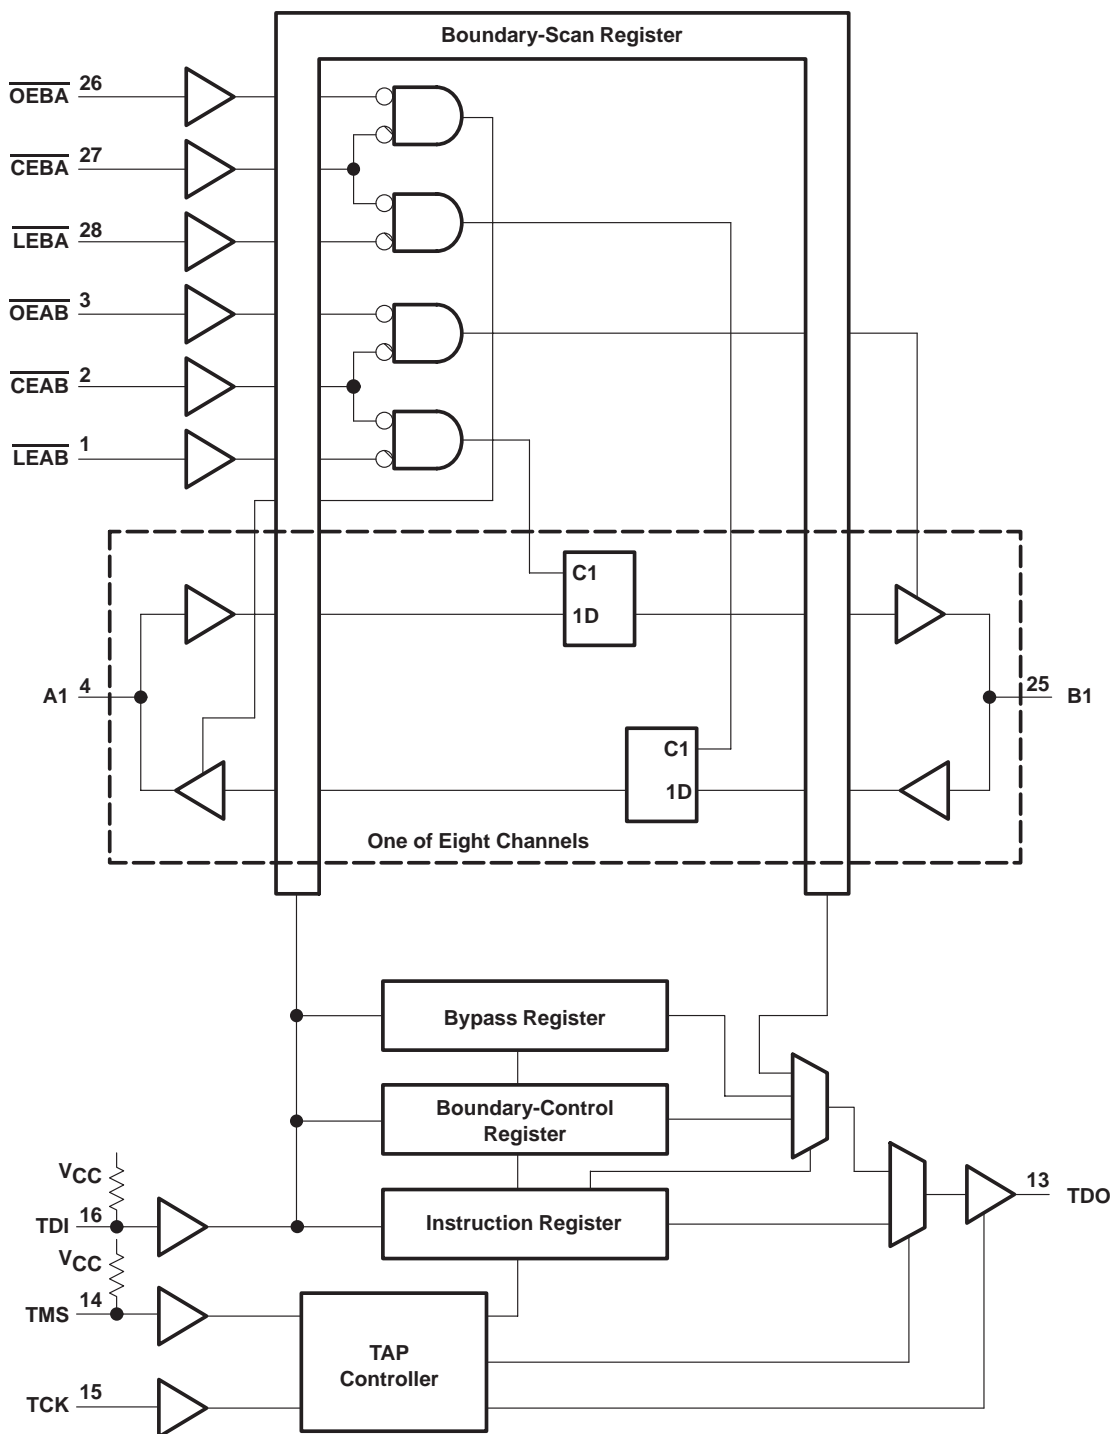 Boundary-Scan Register
OEBA 26
CEBA 27
LEBA 28
OEAB 3
CEAB 2
LEAB 1
C1
1D
A1 4
25 B1
C1
1D
One of Eight Channels
Bypass Register
Boundary-Control
Register
VCC
TDI 16
Instruction Register
13 TDO
VCC
TMS 14
TAP
Controller
TCK 15